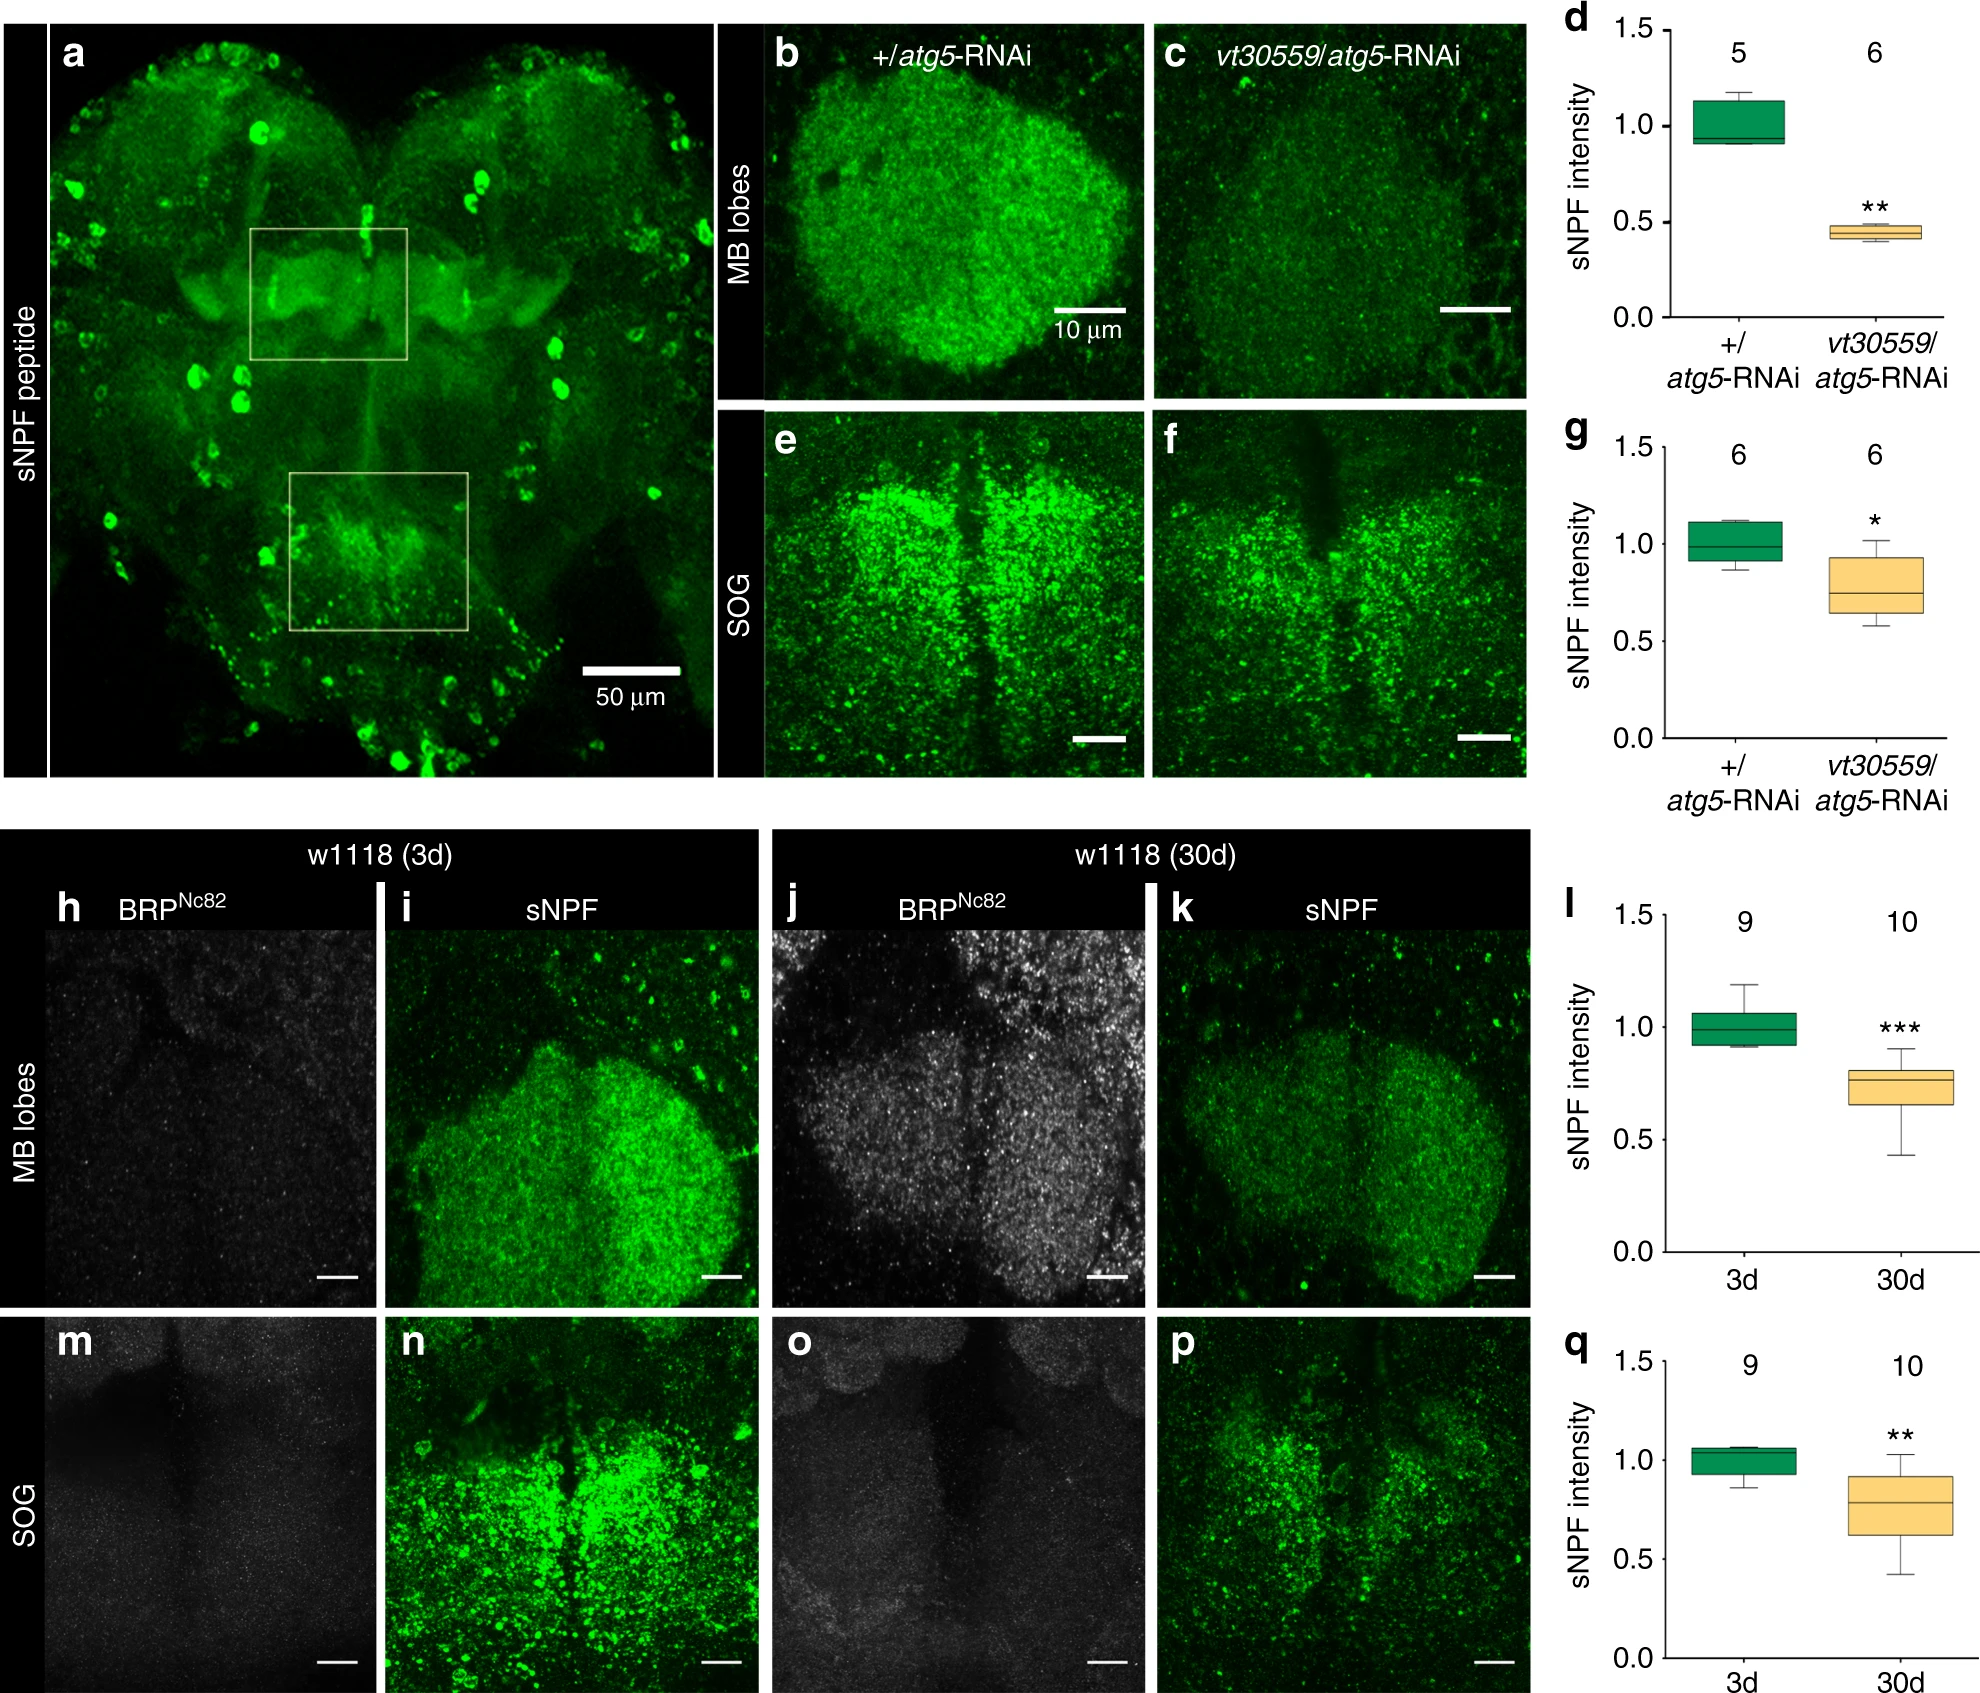 sNPF peptide
a
50 µm
MB lobes
b
+/atg5-RNAi
10 µm
c
vt30559/atg5-RNAi
d
sNPF intensity
1.5
1.0
0.5
0.0
5
6
**
+/
atg5-RNAi
vt30559/
atg5-RNAi
SOG
e
f
g
sNPF intensity
1.5
1.0
0.5
0.0
6
6
*
+/
atg5-RNAi
vt30559/
atg5-RNAi
w1118 (3d)
w1118 (30d)
MB lobes
h
BRPNc82
i
sNPF
j
BRPNc82
k
sNPF
l
sNPF intensity
1.5
1.0
0.5
0.0
9
10
***
3d
30d
SOG
m
n
o
p
q
sNPF intensity
1.5
1.0
0.5
0.0
9
10
**
3d
30d